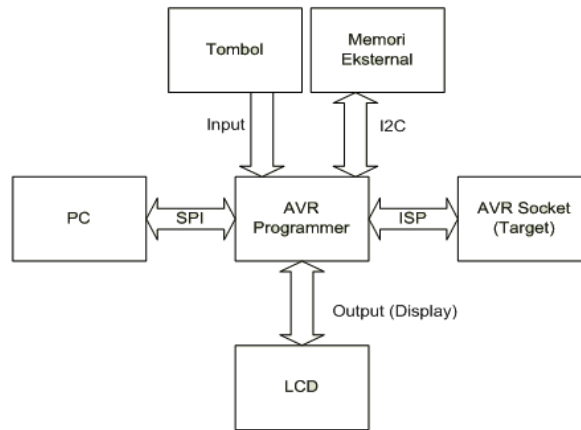 Tombol
Memori
Eksternal
Input
I2C
PC
SPI
AVR
Programmer
ISP
AVR Socket
(Target)
Output (Display)
LCD